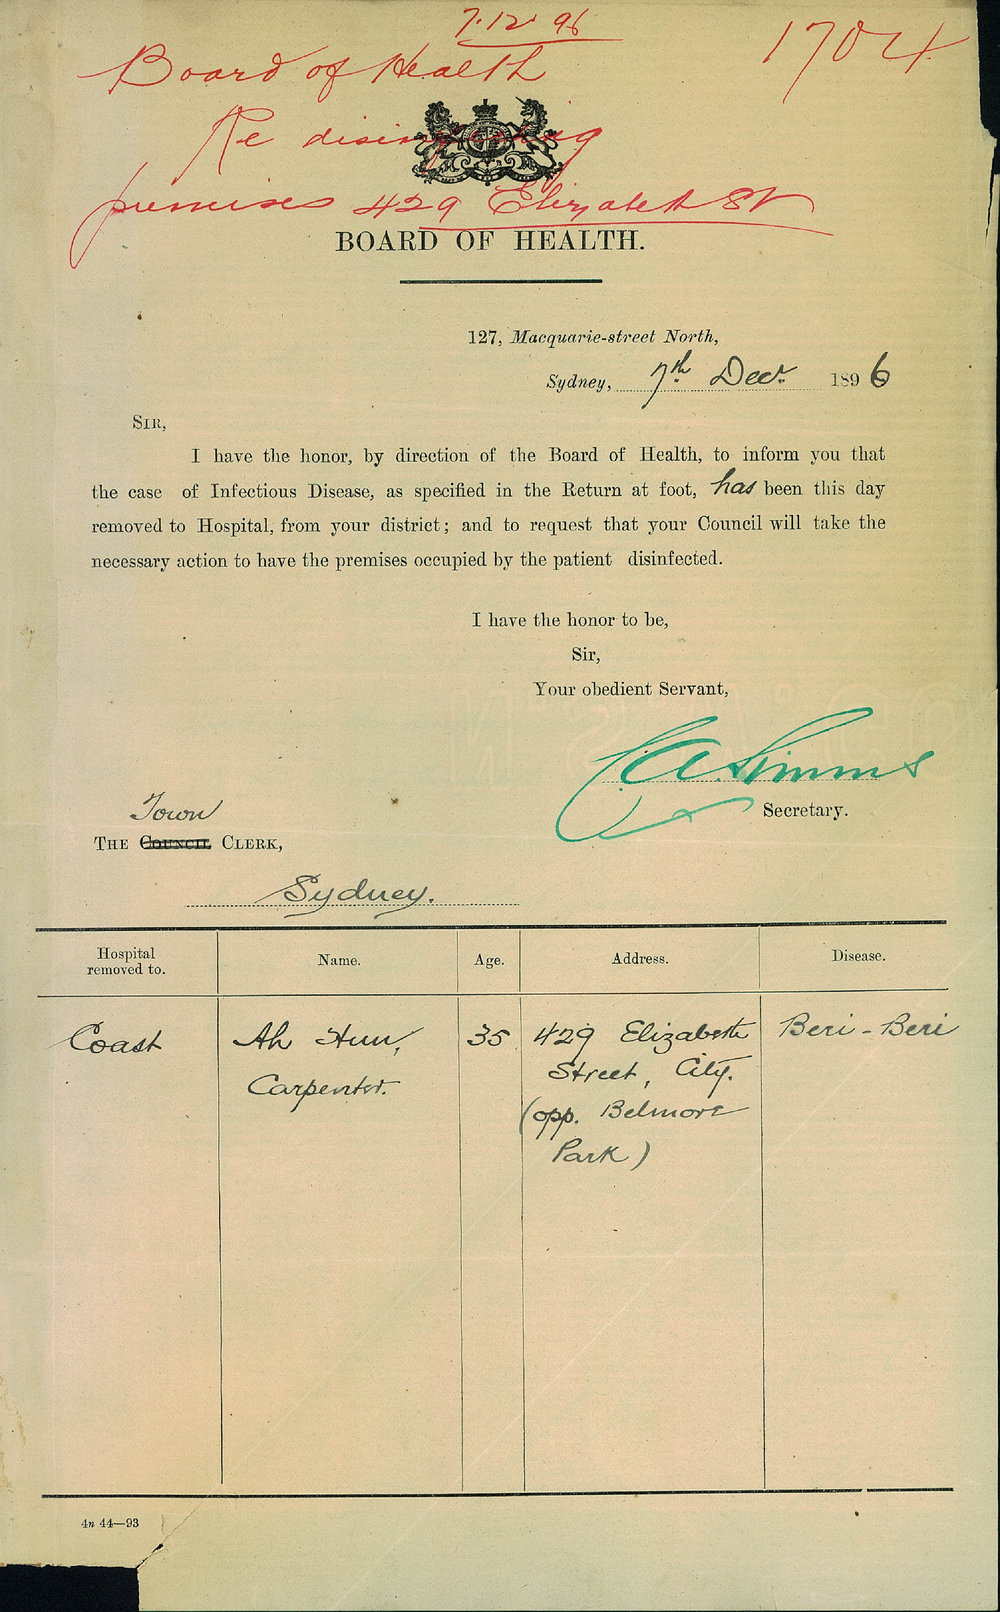 7.12.96
1704
Board of Health
Re disinfecting
premises 429 Elizabeth St
BOARD OF HEALTH.
127, Macquarie-street North,
Sydney, 7th Decr. 1896
SIR,
I have the honor, by direction of the Board of Health, to inform you that
the case of Infectious Disease, as specified in the Return at foot, has been this day
removed to Hospital, from your district; and to request that your Council will take the
necessary action to have the premises occupied by the patient disinfected.
I have the honor to be,
Sir,
Your obedient Servant,
C.A. Simms
Secretary.
Town
THE COUNCIL CLERK,
Sydney.
Hospital removed to. Name. Age. Address. Disease.
Coast Ah Hun, 35 429 Elizabeth Beri-Beri
Carpenter. Street, City.
(opp. Belmore
Park)
4n 44—93